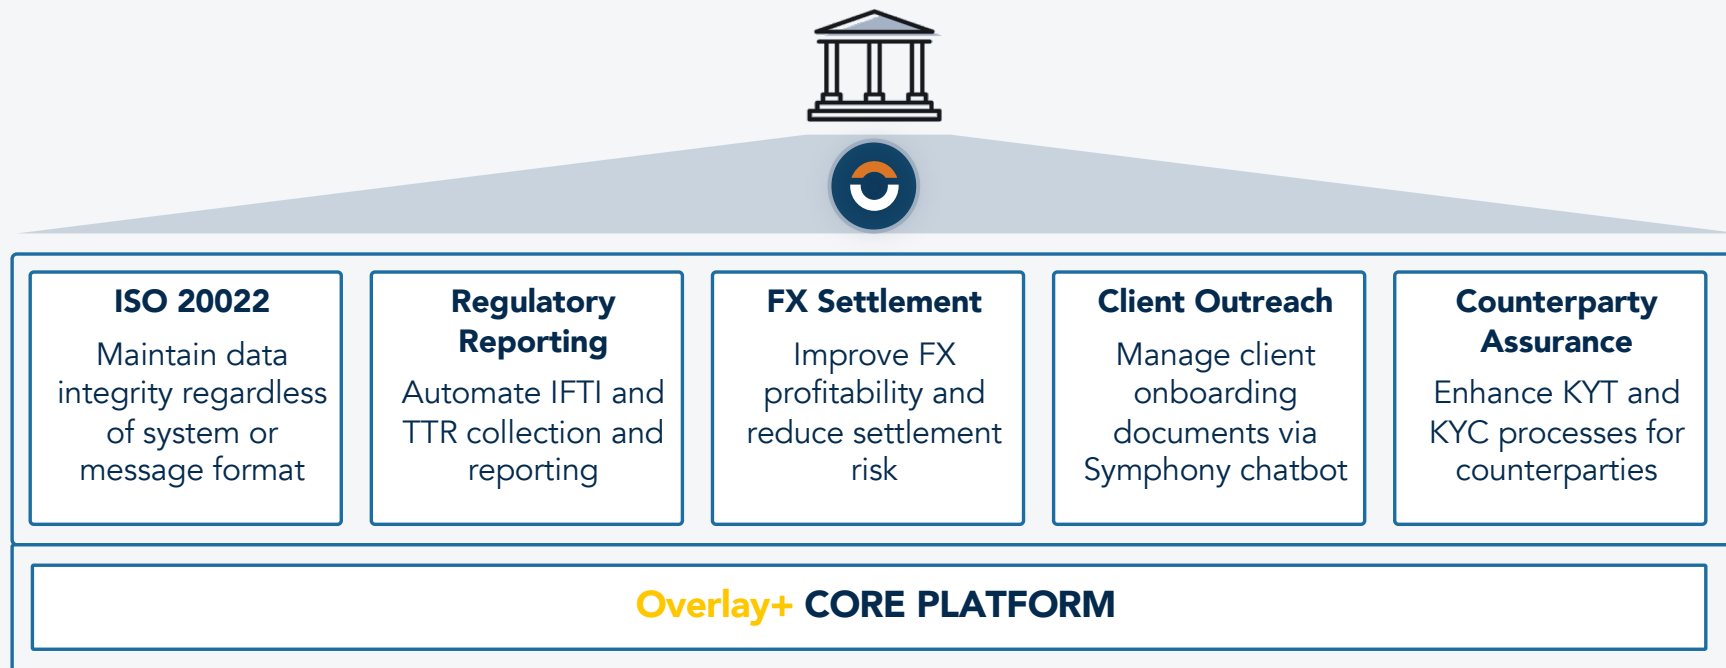 ISO 20022
Maintain data
integrity regardless
of system or
message format
Regulatory
Reporting
Automate IFTI and
TTR collection and
reporting
FX Settlement
Improve FX
profitability and
reduce settlement
risk
Client Outreach
Manage client
onboarding
documents via
Symphony chatbot
Counterparty
Assurance
Enhance KYT and
KYC processes for
counterparties
Overlay+ CORE PLATFORM